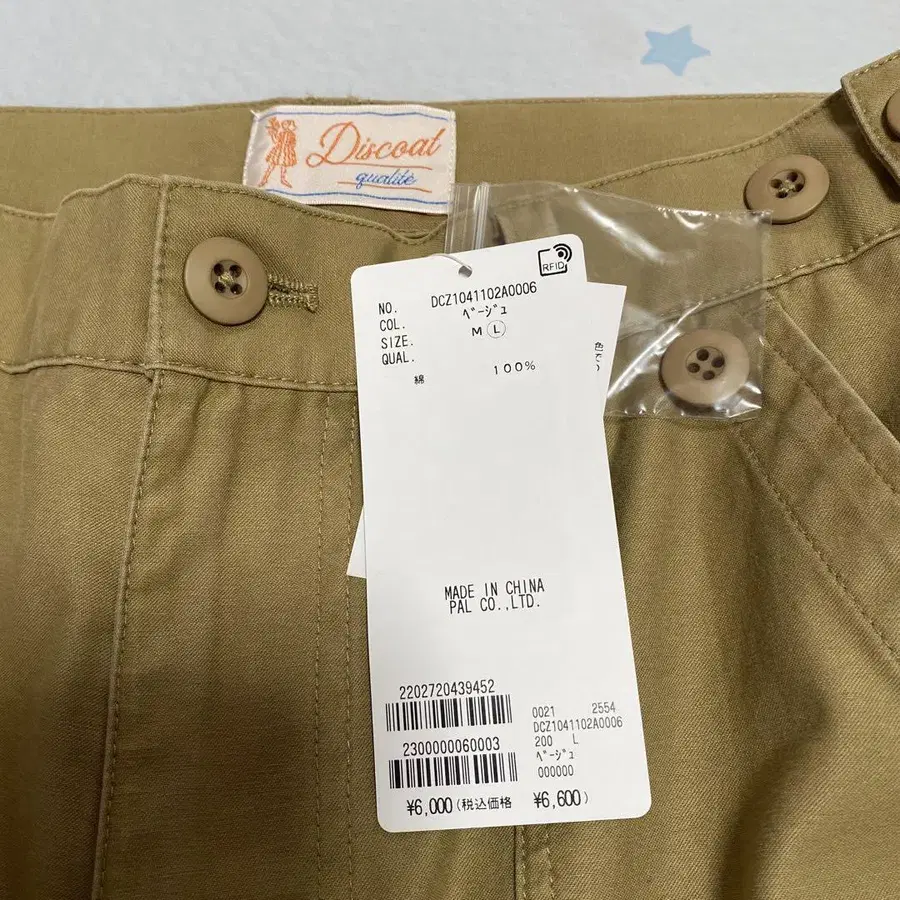 Discoat
qualité
RFID
NO. DCZ1041102A0006
COL. ﾍﾞｰｼﾞｭ
SIZE. M L
QUAL.
綿 100%
MADE IN CHINA
PAL CO.,LTD.
2202720439452
2300000060003
¥6,000(税込価格 ¥6,600)
0021 2554
DCZ1041102A0006
200 L
ﾍﾞｰｼﾞｭ
000000